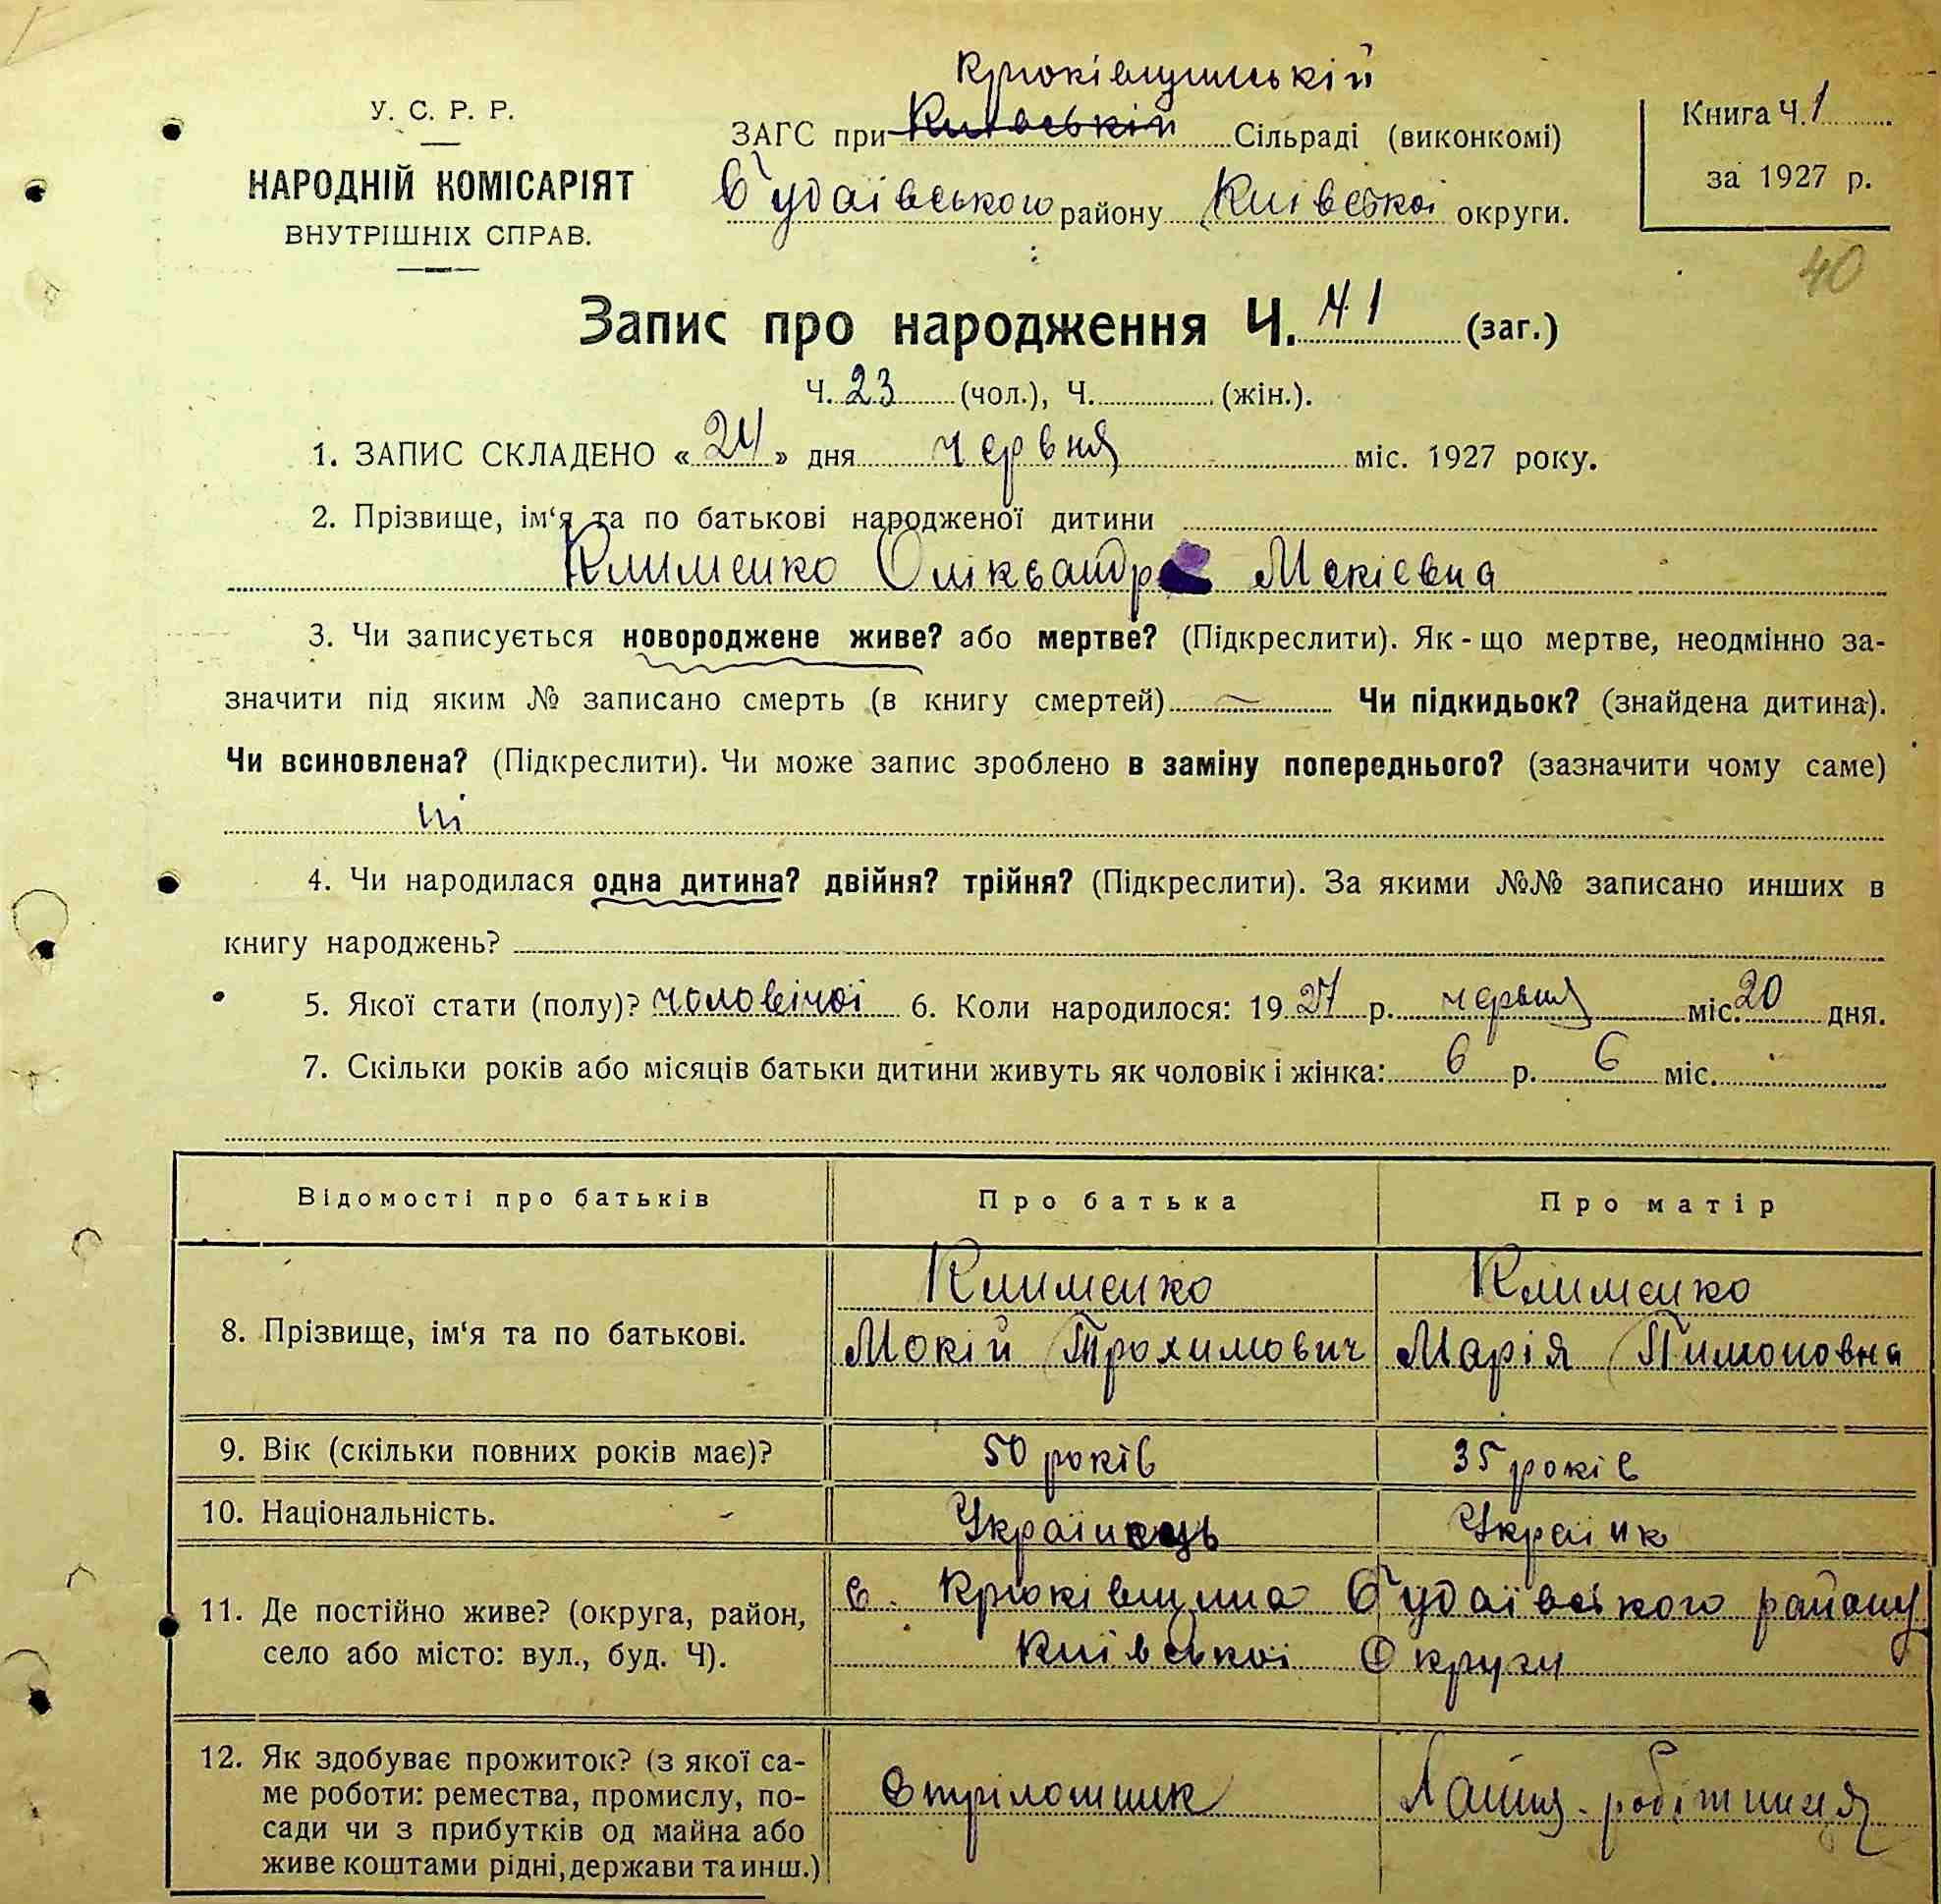 Крюківщинській
У. С. Р. Р.
ЗАГС при Київській Сільраді (виконкомі)
Книга Ч. 1
НАРОДНІЙ КОМІСАРІЯТ
Будаївського району Київської округи.
за 1927 р.
ВНУТРІШНІХ СПРАВ.
40
Запис про народження Ч. 41 (заг.)
Ч. 23 (чол.), Ч. (жін.).
1. ЗАПИС СКЛАДЕНО « 24 » дня червня міс. 1927 року.
2. Прізвище, ім‘я та по батькові народженої дитини
Клименко Оліксандр Мокієвна
3. Чи записується новороджене живе? або мертве? (Підкреслити). Як - що мертве, неодмінно за-
значити під яким № записано смерть (в книгу смертей) Чи підкидьок? (знайдена дитина).
Чи всиновлена? (Підкреслити). Чи може запис зроблено в заміну попереднього? (зазначити чому саме)
ні
4. Чи народилася одна дитина? двійня? трійня? (Підкреслити). За якими №№ записано инших в
книгу народжень?
5. Якої стати (полу)? чоловічої 6. Коли народилося: 19 27 р. червня міс. 20 дня.
7. Скільки років або місяців батьки дитини живуть як чоловік і жінка: 6 р. 6 міс.
Відомості про батьків Про батька Про матір
Клименко Клименко
8. Прізвище, ім‘я та по батькові. Мокій Трохимович Марія Пимоновна
9. Вік (скільки повних років має)? 50 років 35 років
10. Національність. Українець Украінк
11. Де постійно живе? (округа, район, с. Крюківщина Будаївського району
село або місто: вул., буд. Ч). Київської Округи
12. Як здобуває прожиток? (з якої са-
ме роботи: ремества, промислу, по-
сади чи з прибутків од майна або
живе коштами рідні, держави та инш.)
робітниця